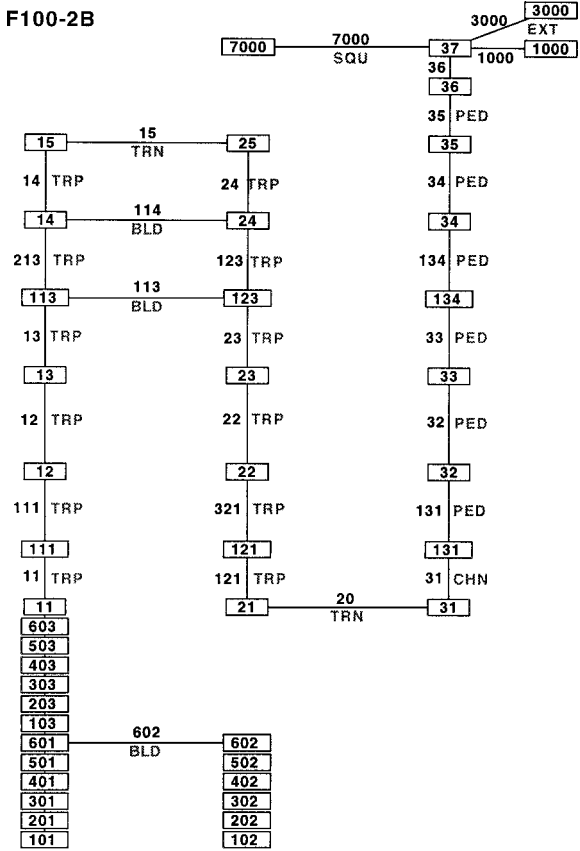 F100-2B
3000
3000
EXT
7000
7000
SQU
37
1000
1000
36
36
35 PED
15
15
TRN
25
35
14 TRP
24 TRP
34 PED
14
114
BLD
24
34
213 TRP
123 TRP
134 PED
113
113
BLD
123
134
13 TRP
23 TRP
33 PED
13
23
33
12 TRP
22 TRP
32 PED
12
22
32
111 TRP
321 TRP
131 PED
111
121
131
11 TRP
121 TRP
31 CHN
11
21
20
TRN
31
603
503
403
303
203
103
601
602
BLD
602
501
502
401
402
301
302
201
202
101
102